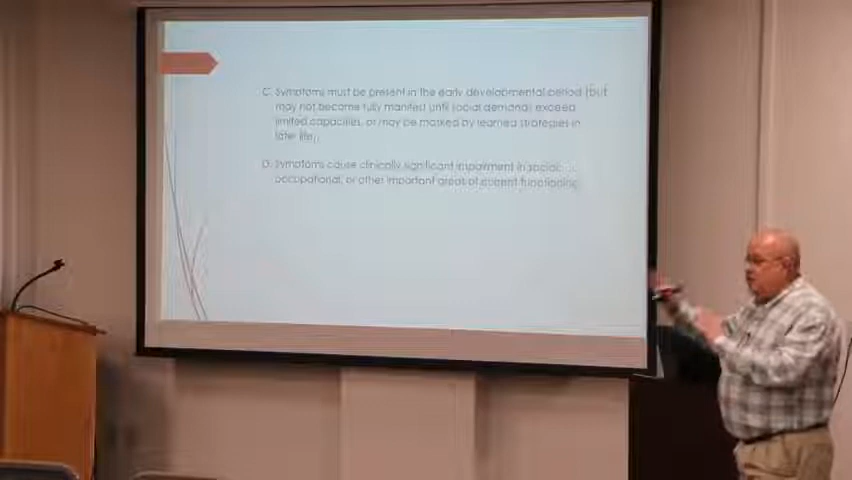 C. Symptoms must be present in the early developmental period (but
may not become fully manifest until social demands exceed
limited capacities, or may be masked by learned strategies in
later life).
D. Symptoms cause clinically significant impairment in social,
occupational, or other important areas of current functioning.